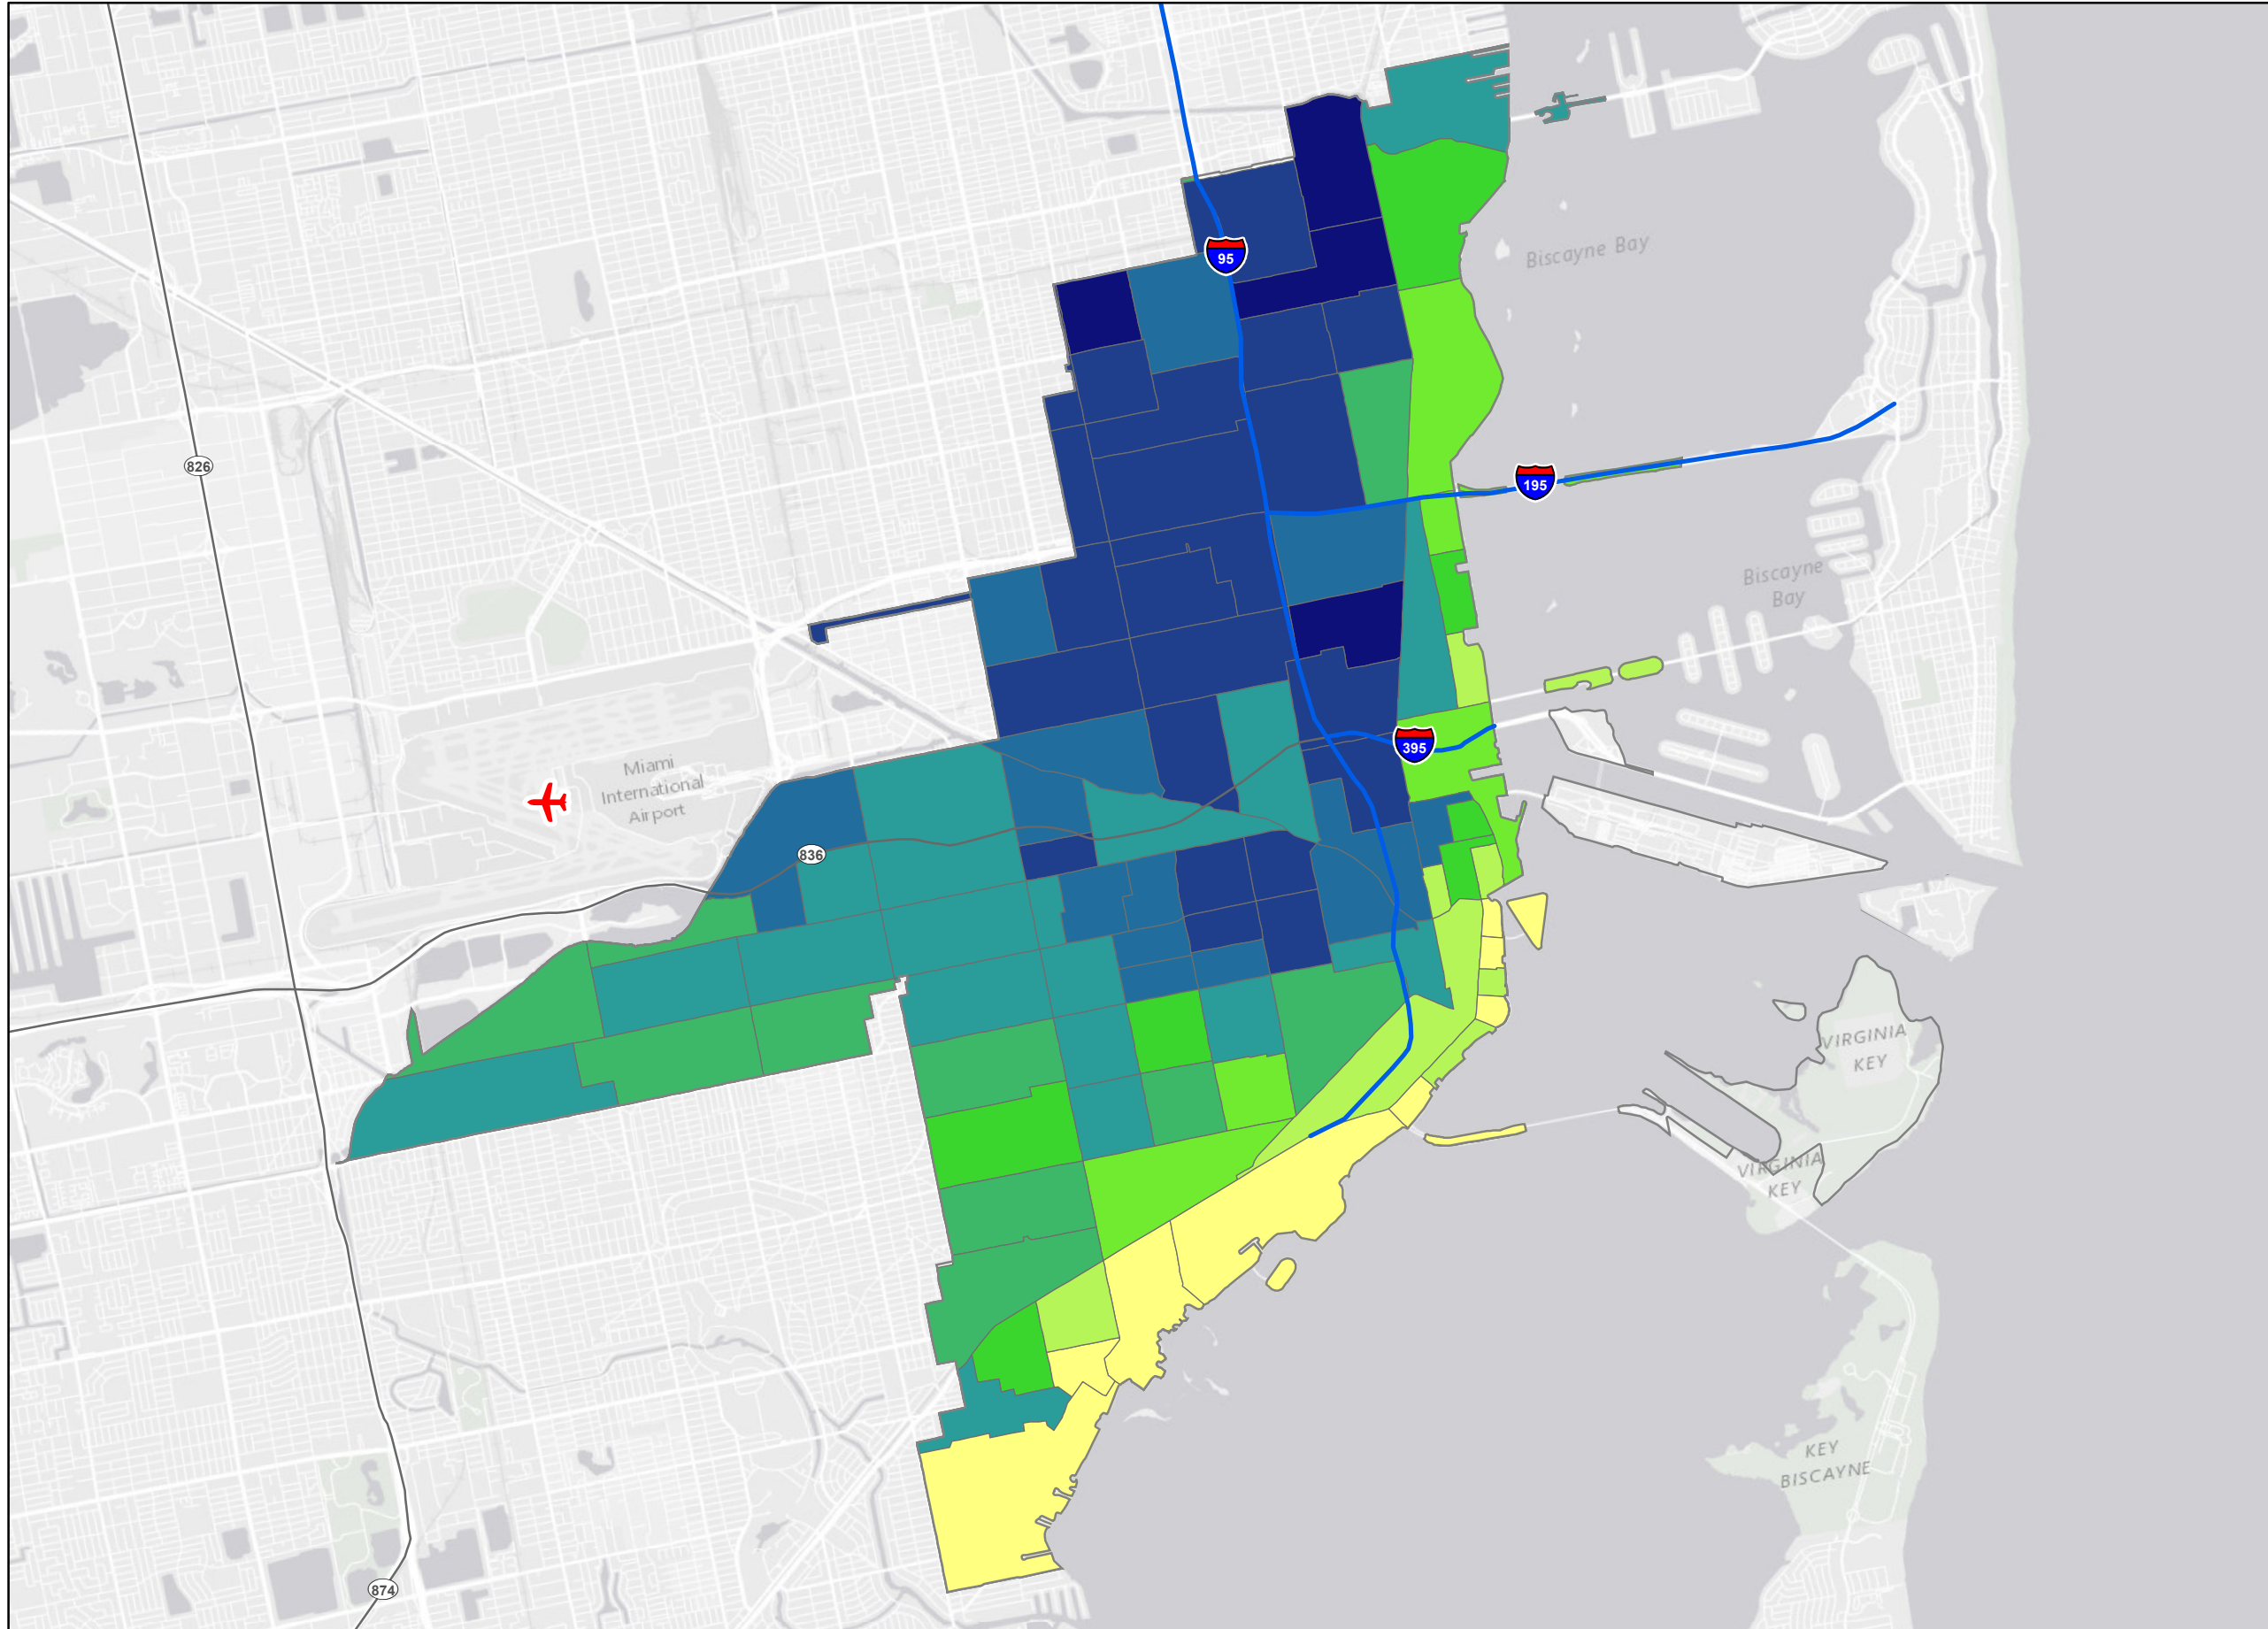 95
Biscayne Bay
826
195
Biscayne
Bay
395
Miami
International
Airport
836
VIRGINIA
KEY
VIRGINIA
KEY
KEY
BISCAYNE
874